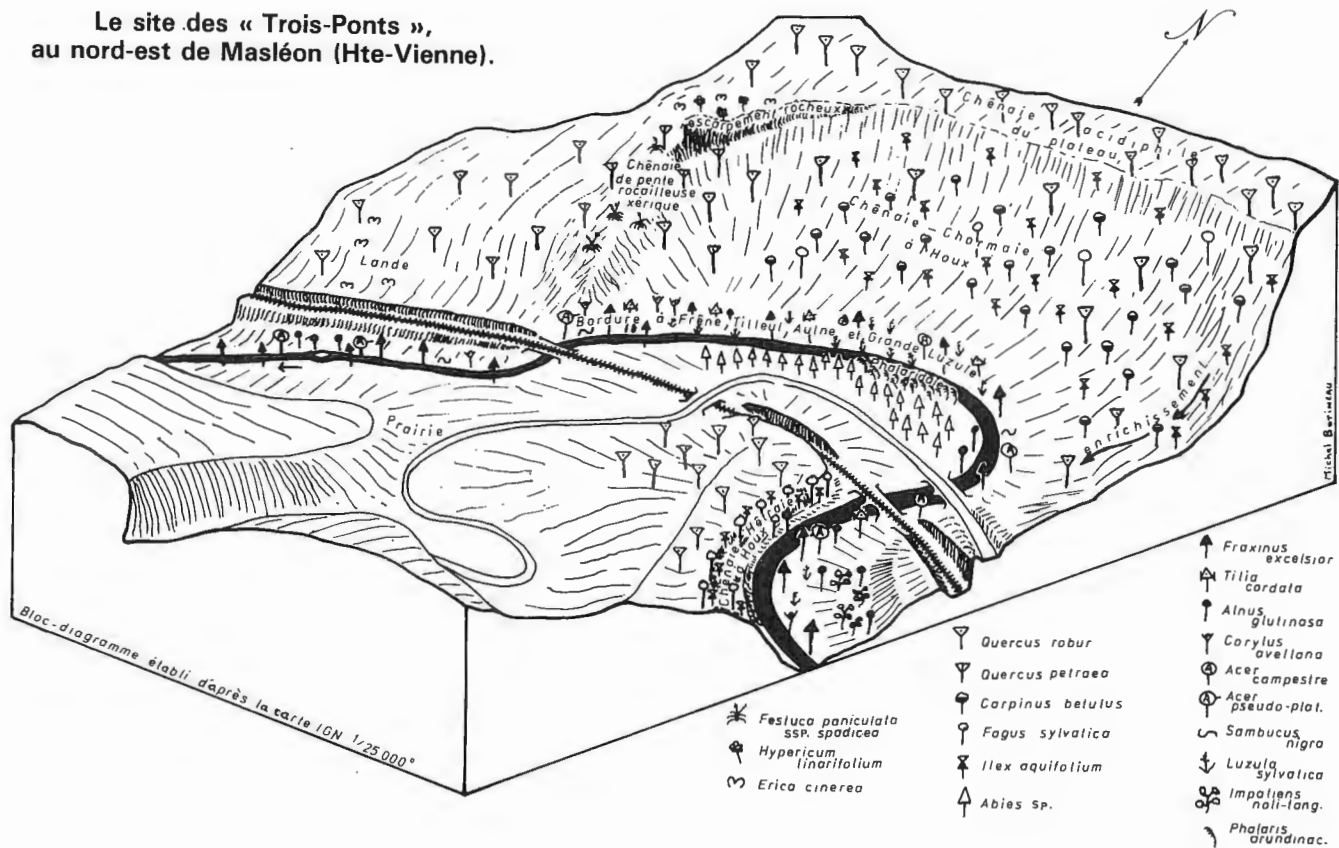 Le site des « Trois-Ponts »,
au nord-est de Masléon (Hte-Vienne).
N
Chênaie acidiphile
du plateau
escarpement rocheux
Chênaie
de pente
rocailleuse
xérique
Chênaie-Charmaie
à Houx
Lande
Bordure à Frêne, Tilleul, Aulne et Grande Luzule
Phalaridaie
Prairie
enrichissement
Chênaie-Hêtraie
à Houx
Michel Botineau
Bloc-diagramme établi d'après la carte IGN 1/25 000°
Festuca paniculata
SSP. spadicea
Hypericum
linarifolium
Erica cinerea
Quercus robur
Quercus petraea
Carpinus betulus
Fagus sylvatica
Ilex aquifolium
Abies SP.
Fraxinus
excelsior
Tilia
cordata
Alnus
glutinosa
Corylus
avellana
Acer
campestre
Acer
pseudo-plat.
Sambucus
nigra
Luzula
sylvatica
Impatiens
noli-tang.
Phalaris
arundinac.